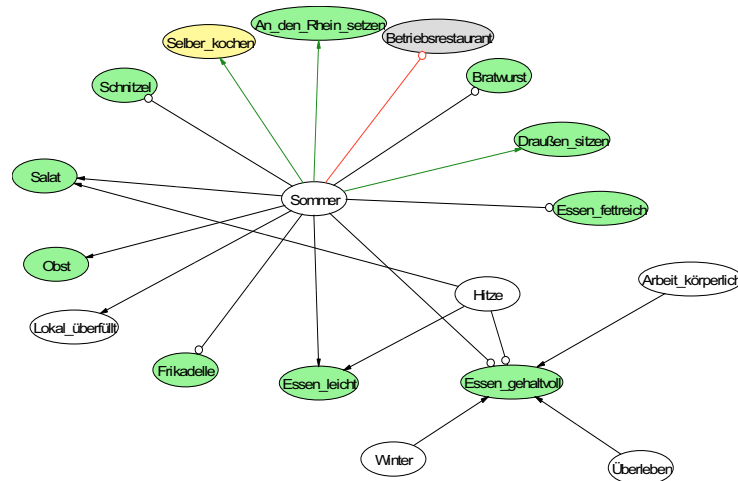 An_den_Rhein_setzen
Selber_kochen
Betriebsrestaurant
Schnitzel
Bratwurst
Draußen_sitzen
Salat
Sommer
Essen_fettreich
Obst
Hitze
Arbeit_körperlich
Lokal_überfüllt
Frikadelle
Essen_leicht
Essen_gehaltvoll
Winter
Überleben